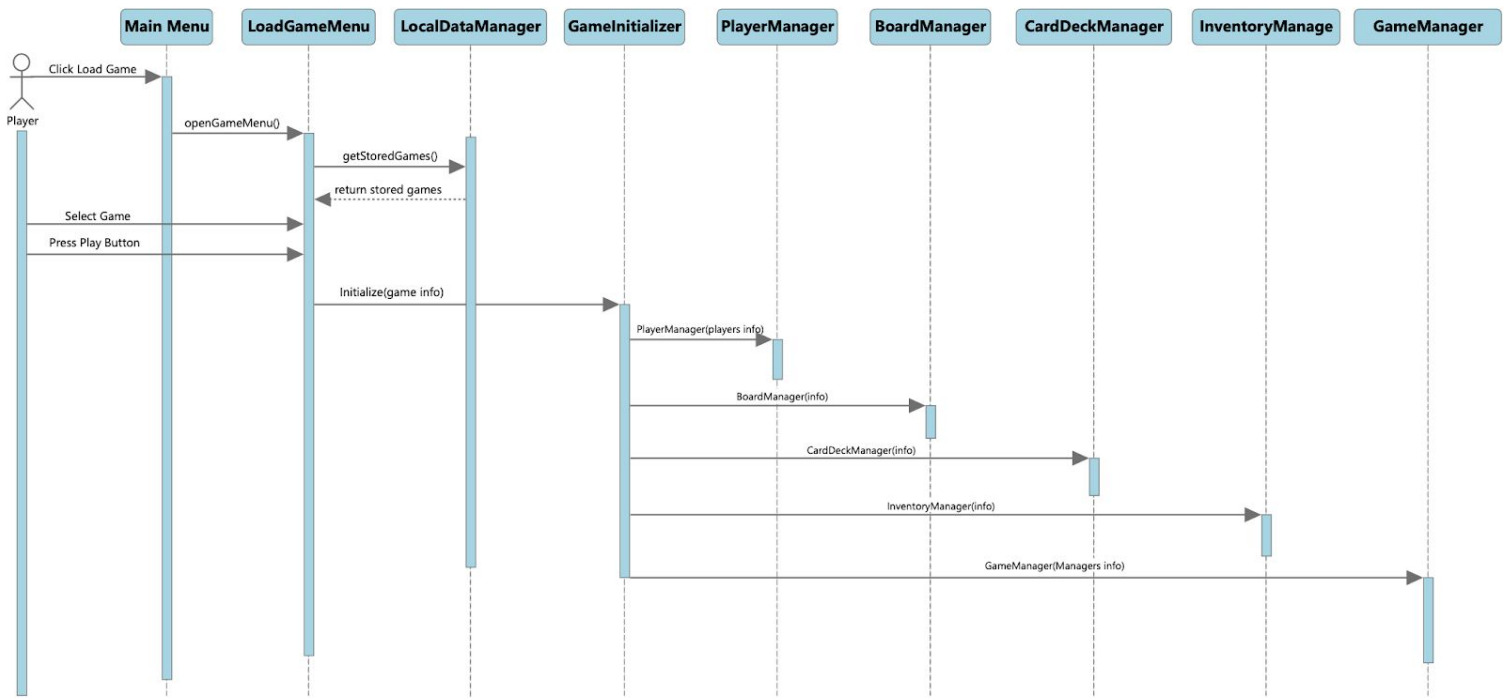 Main Menu
LoadGameMenu
LocalDataManager
GameInitializer
PlayerManager
BoardManager
CardDeckManager
InventoryManage
GameManager
Click Load Game
Player
openGameMenu()
getStoredGames()
return stored games
Select Game
Press Play Button
Initialize(game info)
PlayerManager(players info)
BoardManager(info)
CardDeckManager(info)
InventoryManager(info)
GameManager(Managers info)